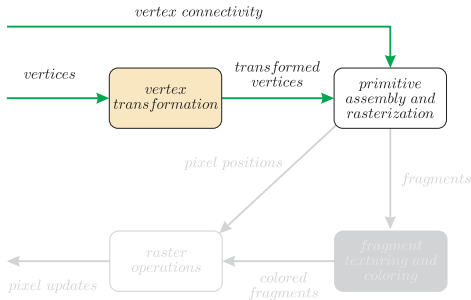 vertex connectivity
vertices
vertex
transformation
transformed
vertices
primitive
assembly and
rasterization
pixel positions
fragments
raster
operations
fragment
texturing and
coloring
pixel updates
colored
fragments